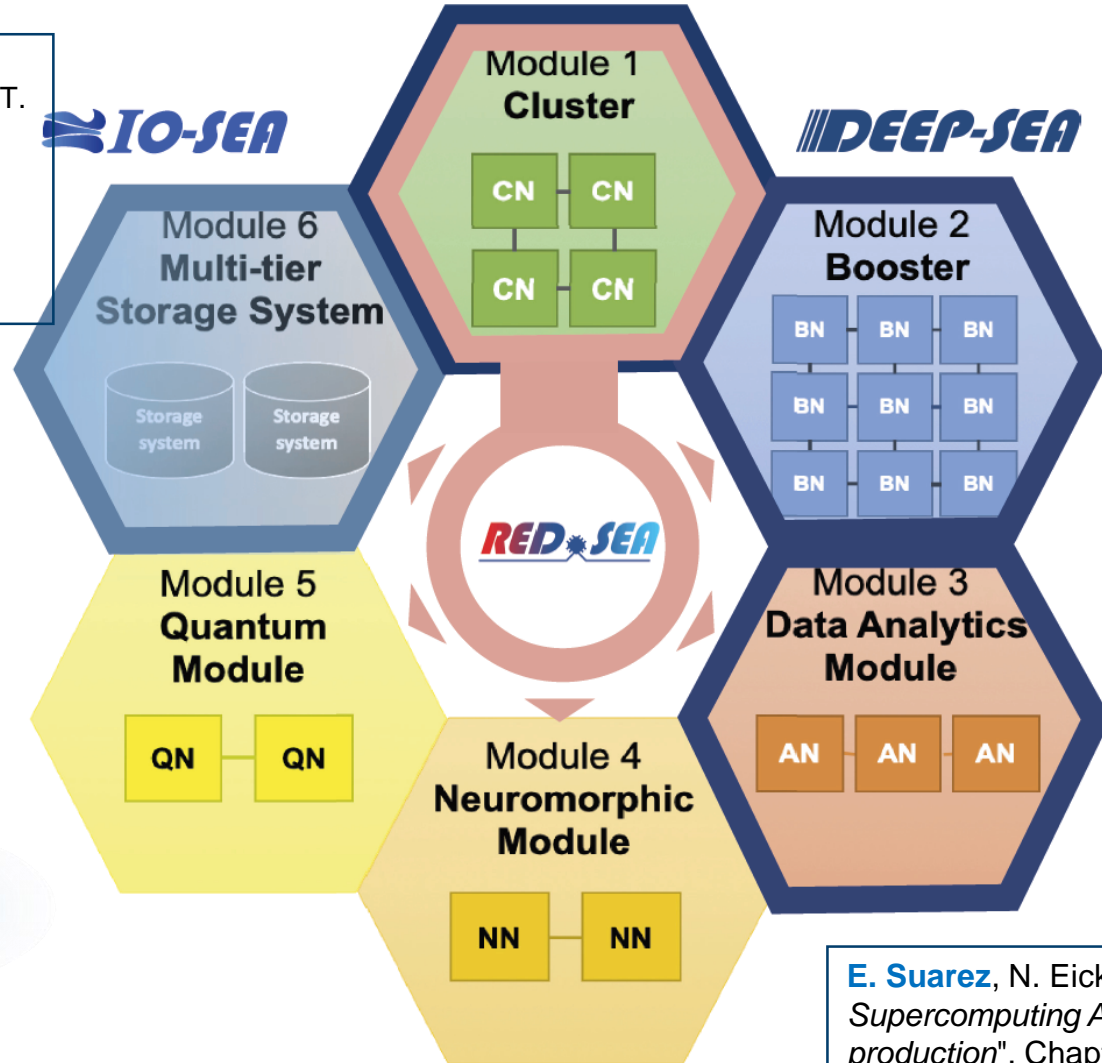 T.
IO-SEA
DEEP-SEA
Module 1
Cluster
CN CN
CN CN
Module 2
Booster
BN BN BN
BN BN BN
BN BN BN
Module 6
Multi-tier
Storage System
Storage
system
Storage
system
RED SEA
Module 5
Quantum
Module
QN QN
Module 3
Data Analytics
Module
AN AN AN
Module 4
Neuromorphic
Module
NN NN
E. Suarez, N. Eick
Supercomputing A
production". Chapt